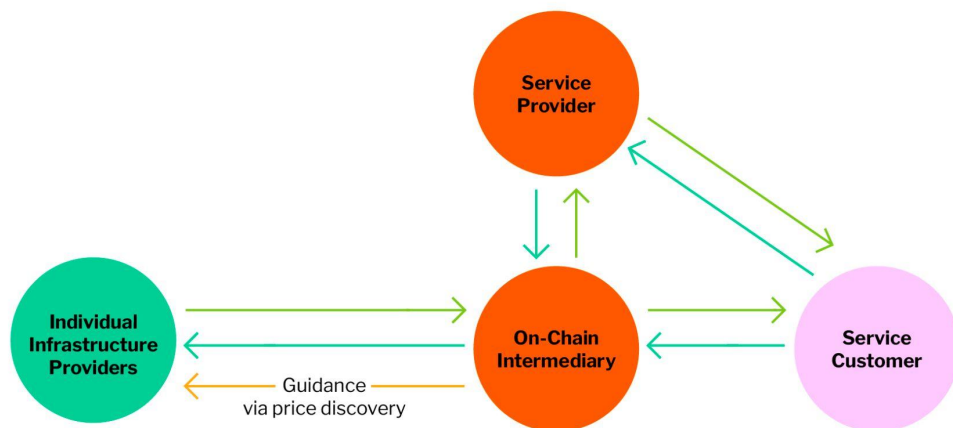 Service
Provider
Individual
Infrastructure
Providers
On-Chain
Intermediary
Service
Customer
Guidance
via price discovery